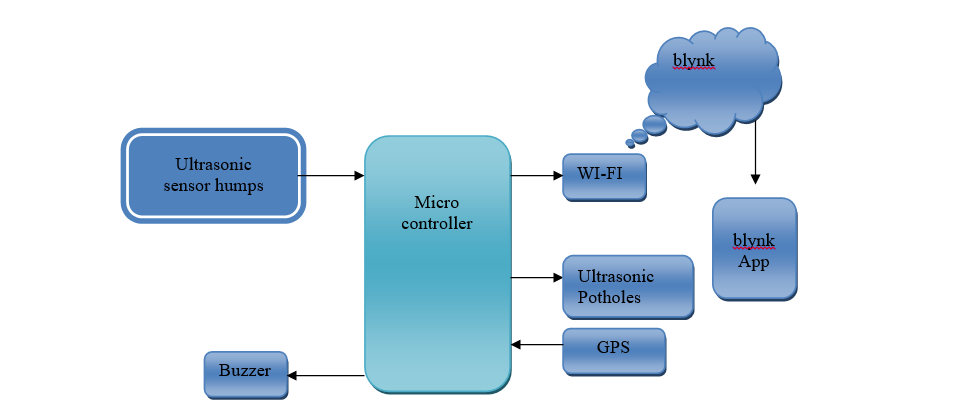 blynk
Ultrasonic
sensor humps
WI-FI
Micro
controller
blynk
App
Ultrasonic
Potholes
GPS
Buzzer